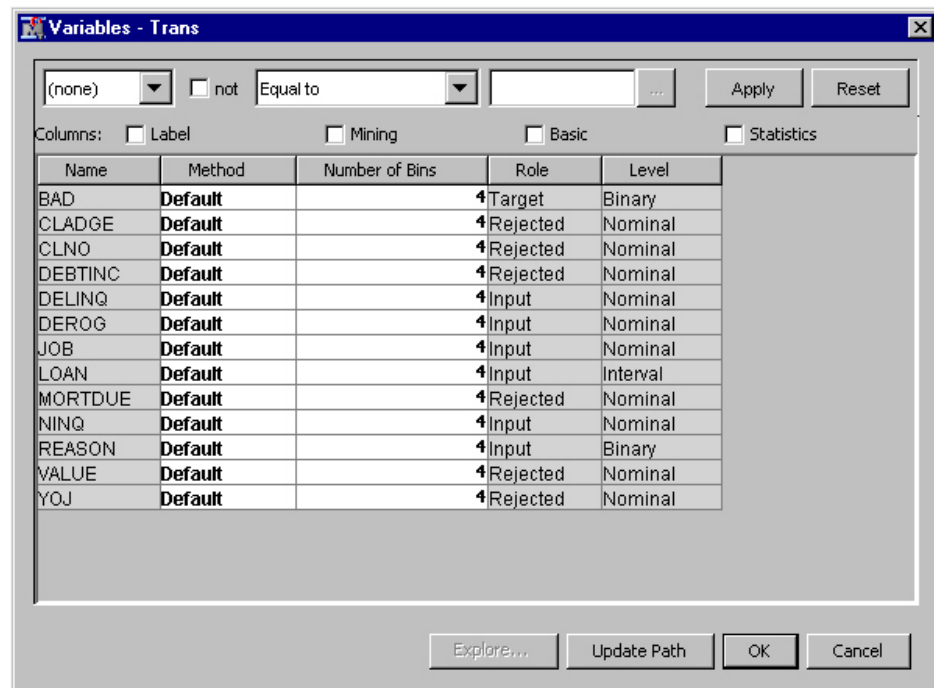 Variables - Trans
(none) not Equal to ... Apply Reset
Columns: Label Mining Basic Statistics
Name Method Number of Bins Role Level
BAD Default 4 Target Binary
CLADGE Default 4 Rejected Nominal
CLNO Default 4 Rejected Nominal
DEBTINC Default 4 Rejected Nominal
DELINQ Default 4 Input Nominal
DEROG Default 4 Input Nominal
JOB Default 4 Input Nominal
LOAN Default 4 Input Interval
MORTDUE Default 4 Rejected Nominal
NINQ Default 4 Input Nominal
REASON Default 4 Input Binary
VALUE Default 4 Rejected Nominal
YOJ Default 4 Rejected Nominal
Explore... Update Path OK Cancel